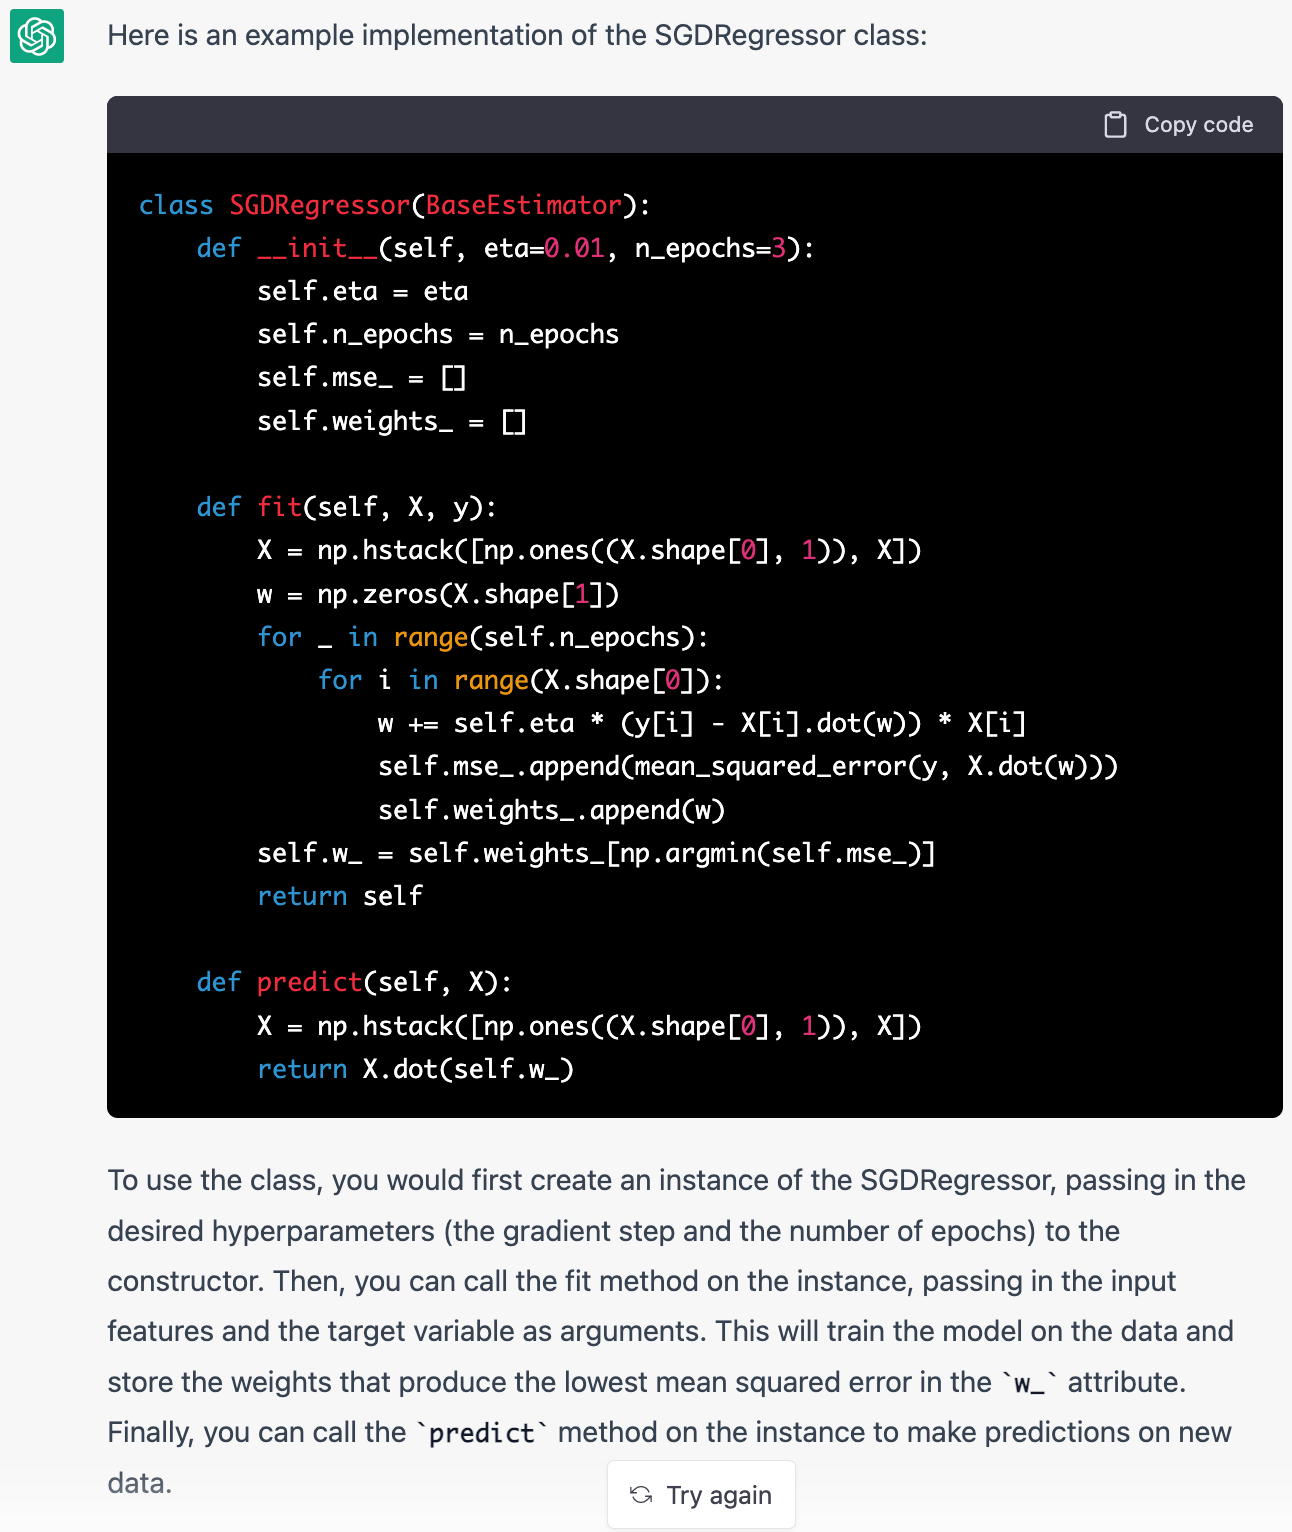 Here is an example implementation of the SGDRegressor class:
Copy code
class SGDRegressor(BaseEstimator):
    def __init__(self, eta=0.01, n_epochs=3):
        self.eta = eta
        self.n_epochs = n_epochs
        self.mse_ = []
        self.weights_ = []

    def fit(self, X, y):
        X = np.hstack([np.ones((X.shape[0], 1)), X])
        w = np.zeros(X.shape[1])
        for _ in range(self.n_epochs):
            for i in range(X.shape[0]):
                w += self.eta * (y[i] - X[i].dot(w)) * X[i]
                self.mse_.append(mean_squared_error(y, X.dot(w)))
                self.weights_.append(w)
        self.w_ = self.weights_[np.argmin(self.mse_)]
        return self

    def predict(self, X):
        X = np.hstack([np.ones((X.shape[0], 1)), X])
        return X.dot(self.w_)
To use the class, you would first create an instance of the SGDRegressor, passing in the
desired hyperparameters (the gradient step and the number of epochs) to the
constructor. Then, you can call the fit method on the instance, passing in the input
features and the target variable as arguments. This will train the model on the data and
store the weights that produce the lowest mean squared error in the `w_` attribute.
Finally, you can call the `predict` method on the instance to make predictions on new
data.
Try again